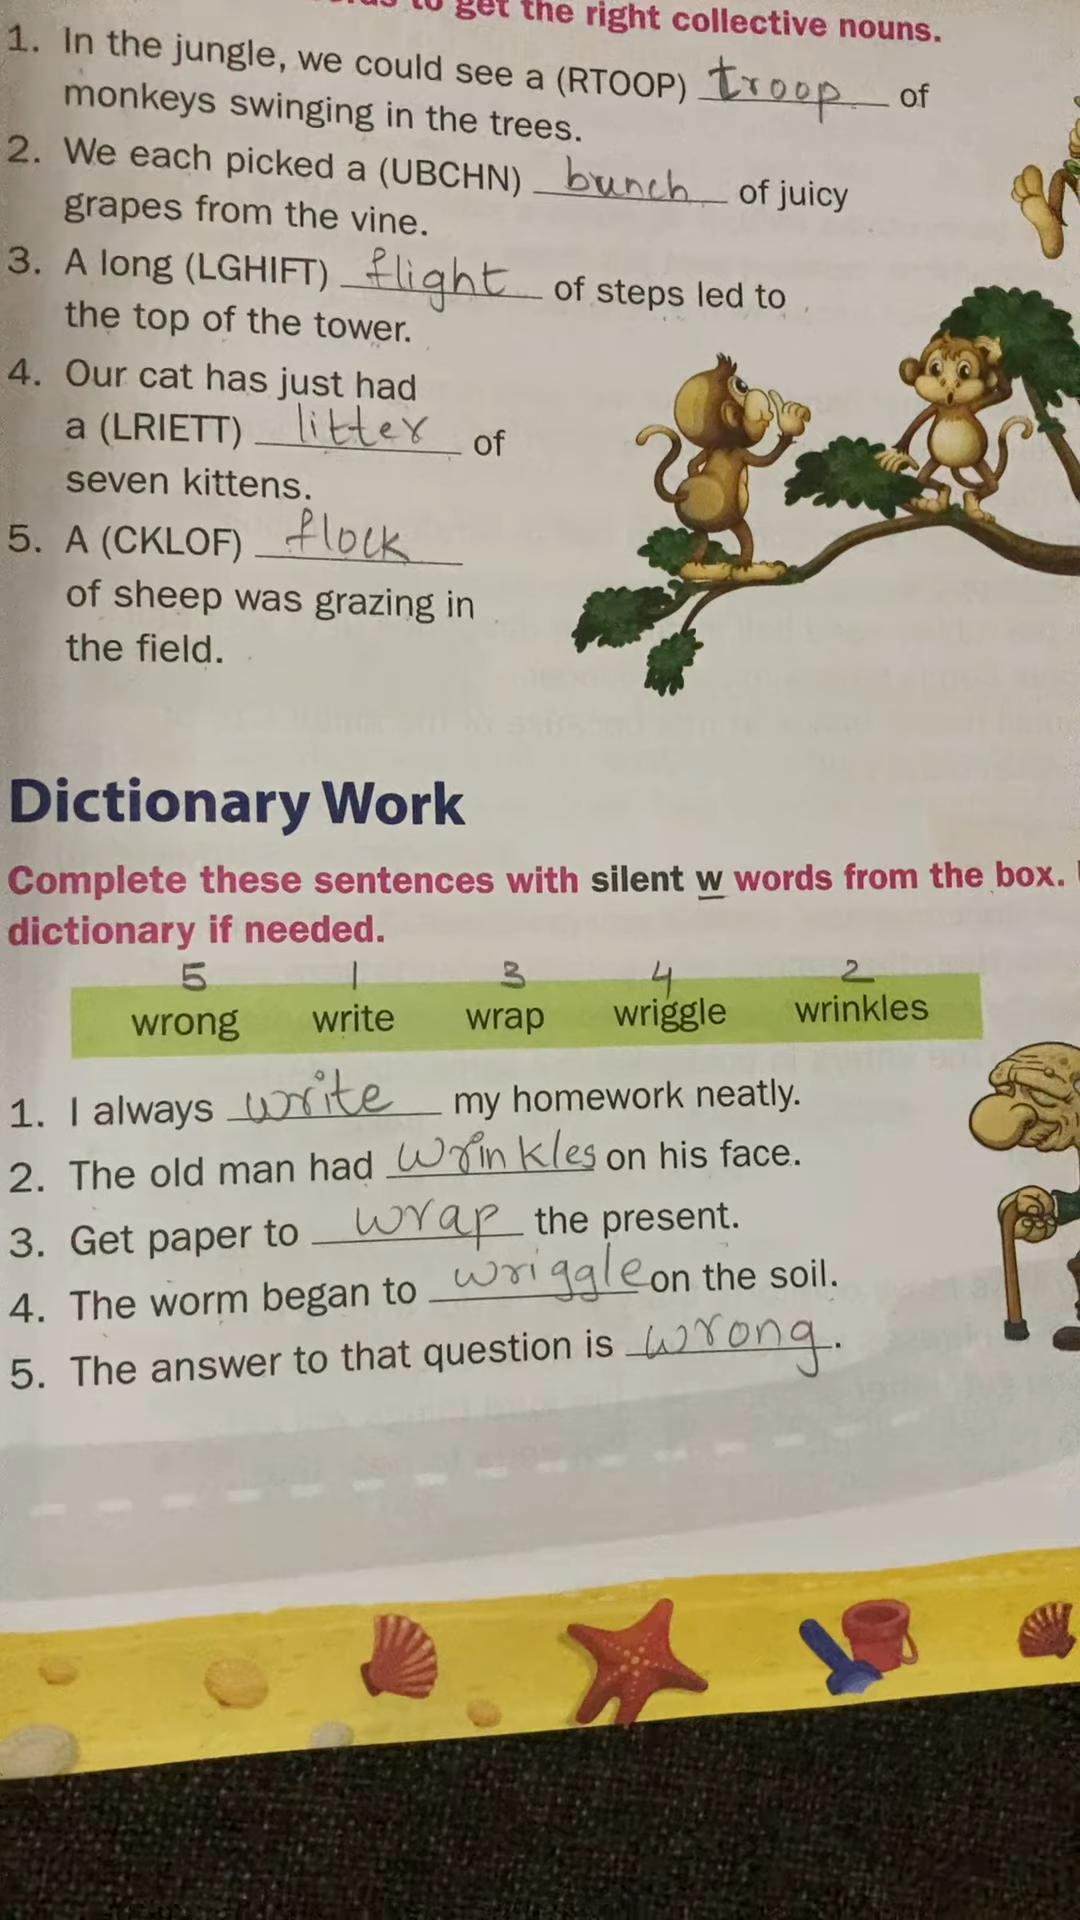 to get the right collective nouns.
1. In the jungle, we could see a (RTOOP) troop of
monkeys swinging in the trees.
2. We each picked a (UBCHN) bunch of juicy
grapes from the vine.
3. A long (LGHIFT) flight of steps led to
the top of the tower.
4. Our cat has just had
a (LRIETT) litter of
seven kittens.
5. A (CKLOF) flock
of sheep was grazing in
the field.
Dictionary Work
Complete these sentences with silent w words from the box.
dictionary if needed.
5 1 3 4 2
wrong write wrap wriggle wrinkles
1. I always write my homework neatly.
2. The old man had wrinkles on his face.
3. Get paper to wrap the present.
4. The worm began to wriggle on the soil.
5. The answer to that question is wrong.